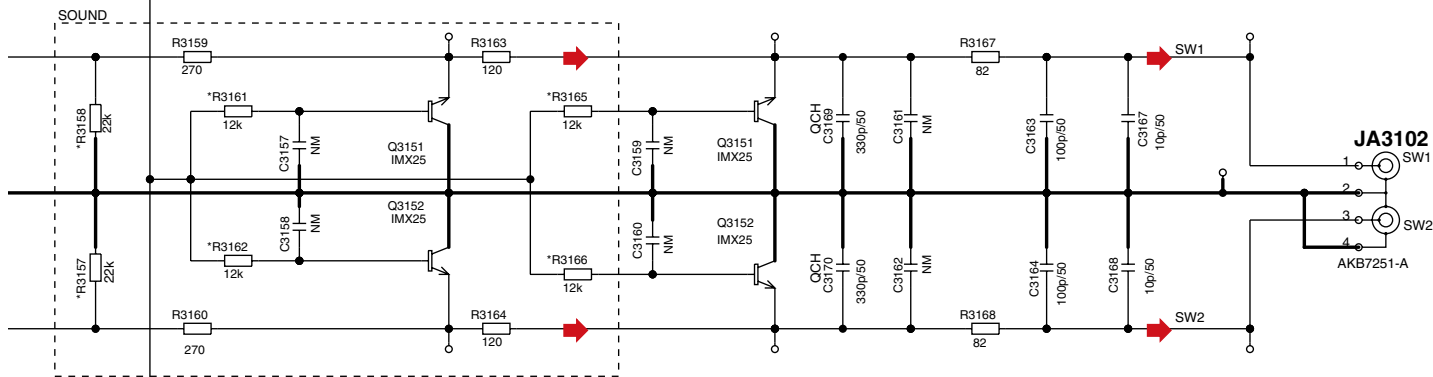 SOUND
R3159
270
R3163
120
R3167
82
SW1
*R3158
22k
*R3161
12k
C3157
NM
Q3151
IMX25
*R3165
12k
C3159
NM
Q3151
IMX25
QCH
C3169
330p/50
C3161
NM
C3163
100p/50
C3167
10p/50
JA3102
1
SW1
2
3
SW2
4
AKB7251-A
*R3157
22k
*R3162
12k
C3158
NM
Q3152
IMX25
*R3166
12k
C3160
NM
Q3152
IMX25
QCH
C3170
330p/50
C3162
NM
C3164
100p/50
C3168
10p/50
R3160
270
R3164
120
R3168
82
SW2